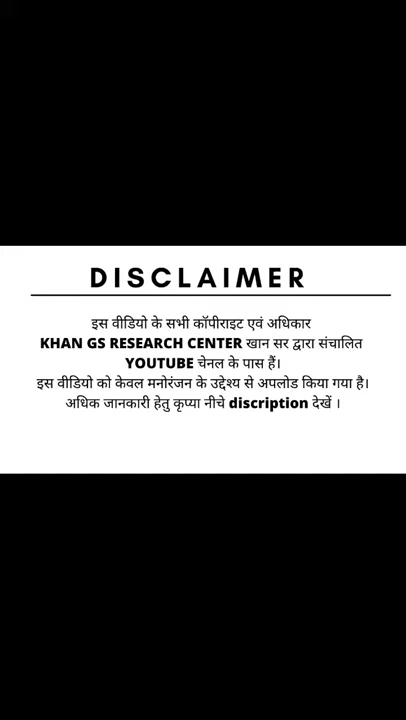 DISCLAIMER
इस वीडियो के सभी कॉपीराइट एवं अधिकार
KHAN GS RESEARCH CENTER खान सर द्वारा संचालित
YOUTUBE चेनल के पास हैं।
इस वीडियो को केवल मनोरंजन के उद्देश्य से अपलोड किया गया है।
अधिक जानकारी हेतु कृप्या नीचे discription देखें ।